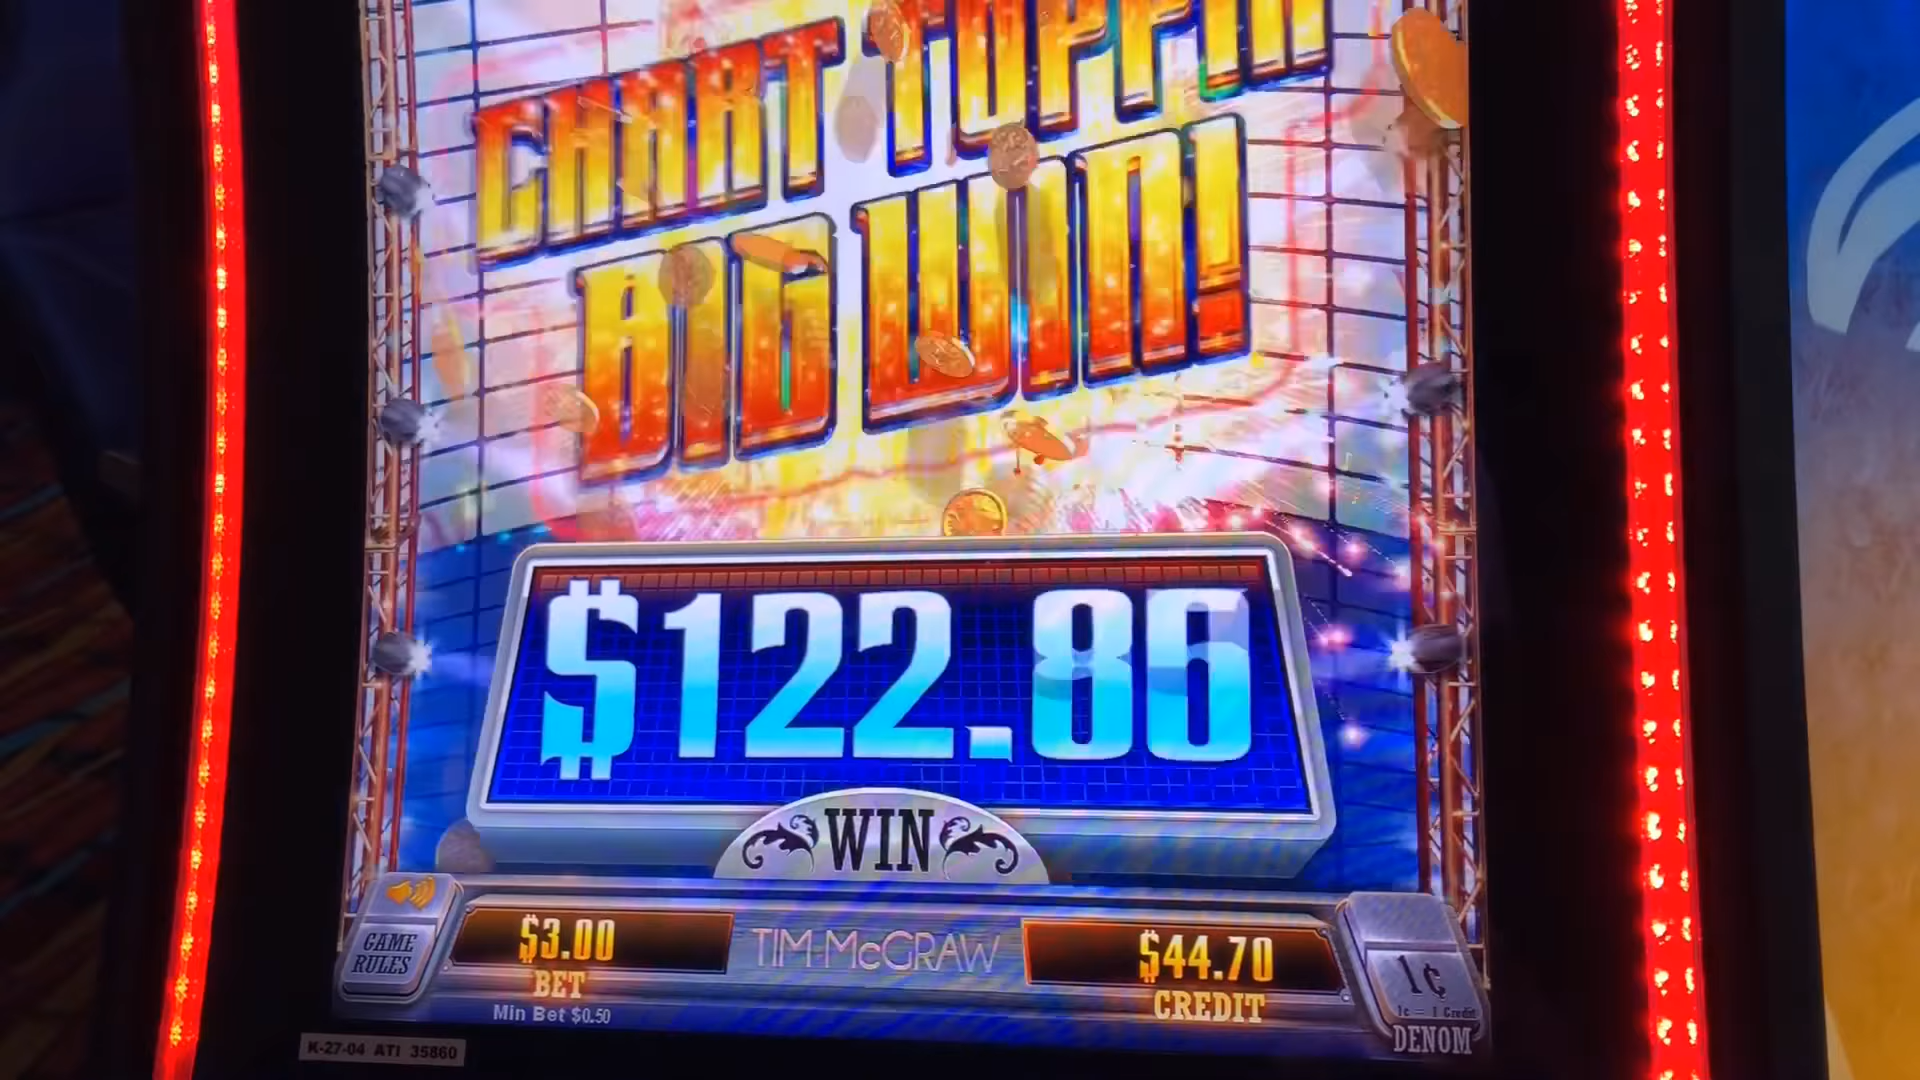 CHART TOPPIN
BIG WIN!
$122.80
WIN
GAME
RULES
$3.00
BET
Min Bet $0.50
TIM McGRAW
$44.70
CREDIT
1¢
1¢ = 1 Credit
DENOM
K-27-04 ATI 35860